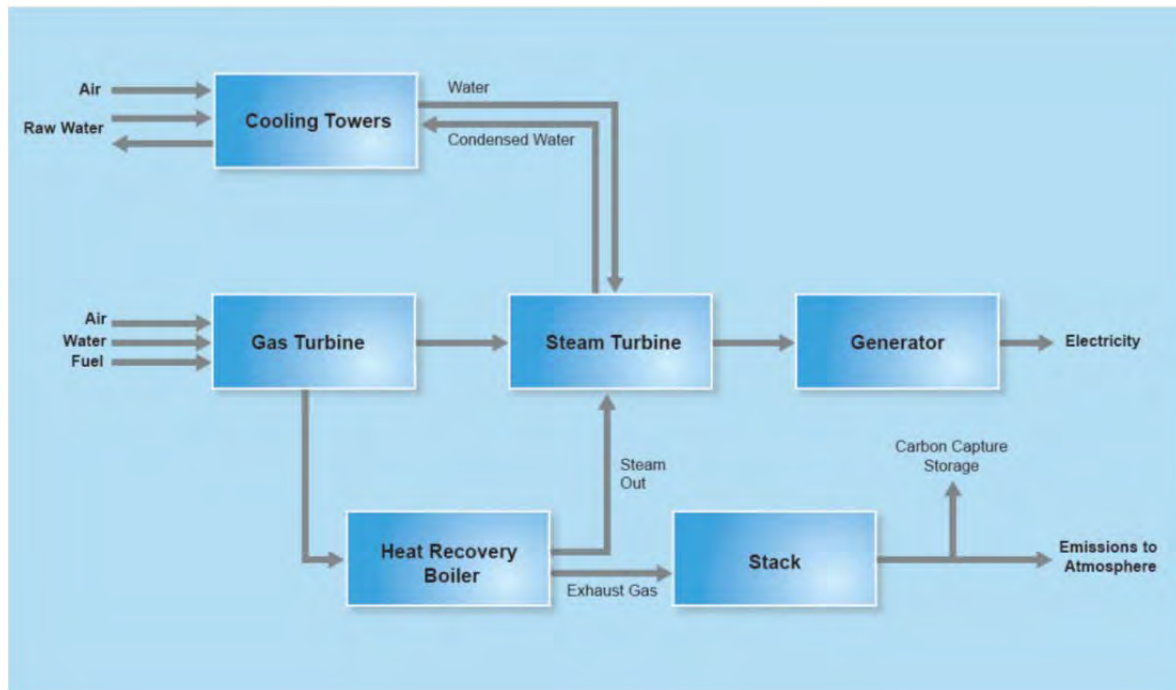 Air
Raw Water
Cooling Towers
Water
Condensed Water
Air
Water
Fuel
Gas Turbine
Steam Turbine
Generator
Electricity
Steam
Out
Carbon Capture
Storage
Heat Recovery
Boiler
Exhaust Gas
Stack
Emissions to
Atmosphere